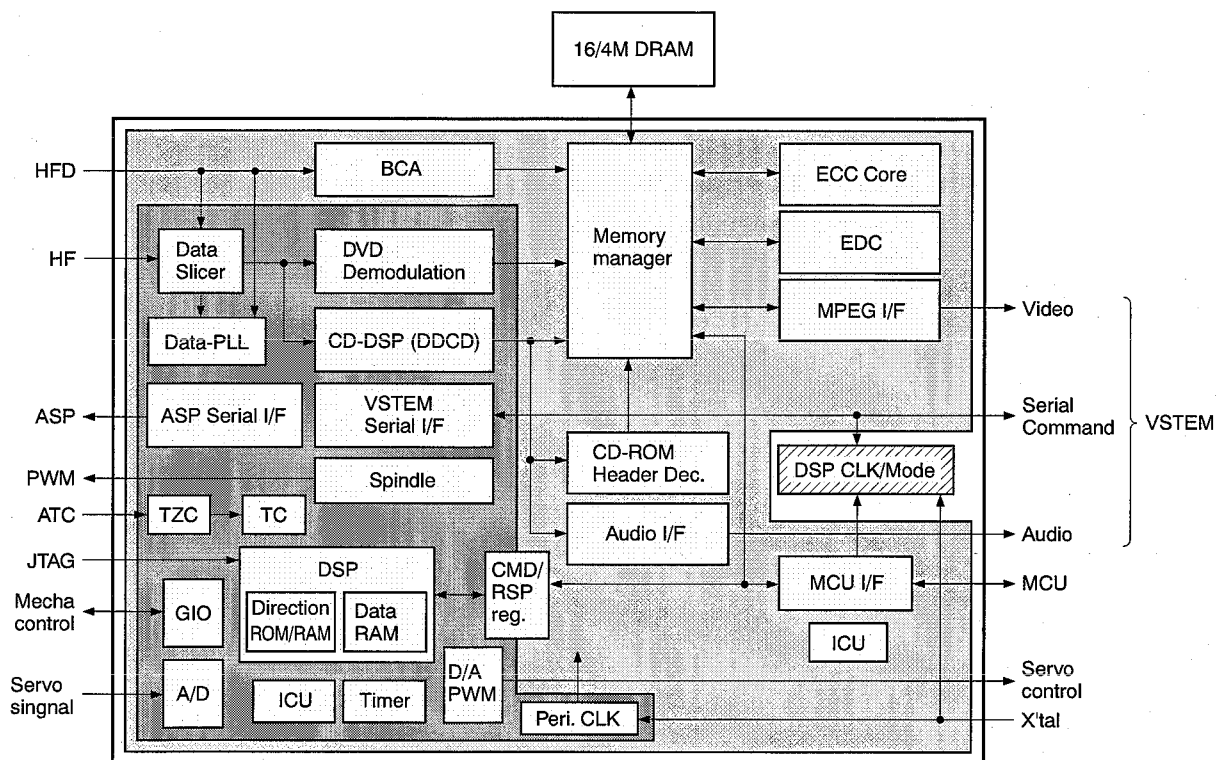 16/4M DRAM
HFD
BCA
ECC Core
Memory
manager
EDC
HF
Data
Slicer
DVD
Demodulation
MPEG I/F
Video
Data-PLL
CD-DSP (DDCD)
ASP
ASP Serial I/F
VSTEM
Serial I/F
Serial
Command
VSTEM
CD-ROM
Header Dec.
DSP CLK/Mode
PWM
Spindle
ATC
TZC
TC
Audio I/F
Audio
JTAG
DSP
CMD/
RSP
reg.
MCU I/F
MCU
Mecha
control
GIO
Direction
ROM/RAM
Data
RAM
ICU
Servo
singnal
A/D
ICU
Timer
D/A
PWM
Servo
control
Peri. CLK
X'tal